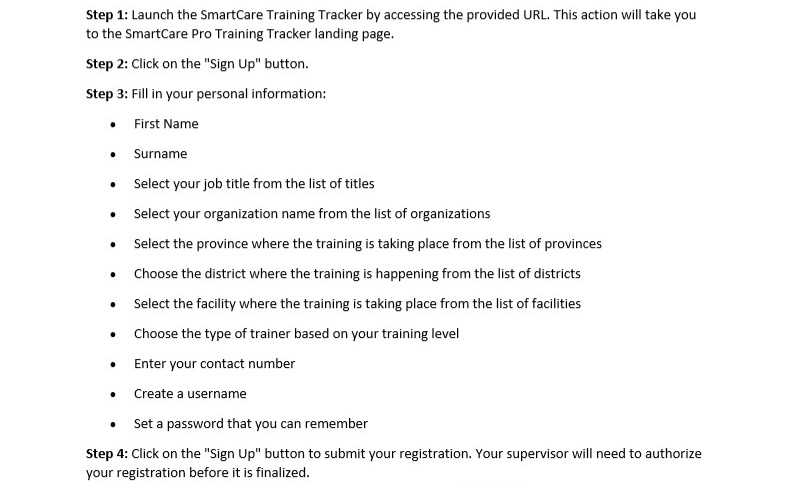 Step 1: Launch the SmartCare Training Tracker by accessing the provided URL. This action will take you
to the SmartCare Pro Training Tracker landing page.
Step 2: Click on the "Sign Up" button.
Step 3: Fill in your personal information:
• First Name
• Surname
• Select your job title from the list of titles
• Select your organization name from the list of organizations
• Select the province where the training is taking place from the list of provinces
• Choose the district where the training is happening from the list of districts
• Select the facility where the training is taking place from the list of facilities
• Choose the type of trainer based on your training level
• Enter your contact number
• Create a username
• Set a password that you can remember
Step 4: Click on the "Sign Up" button to submit your registration. Your supervisor will need to authorize
your registration before it is finalized.